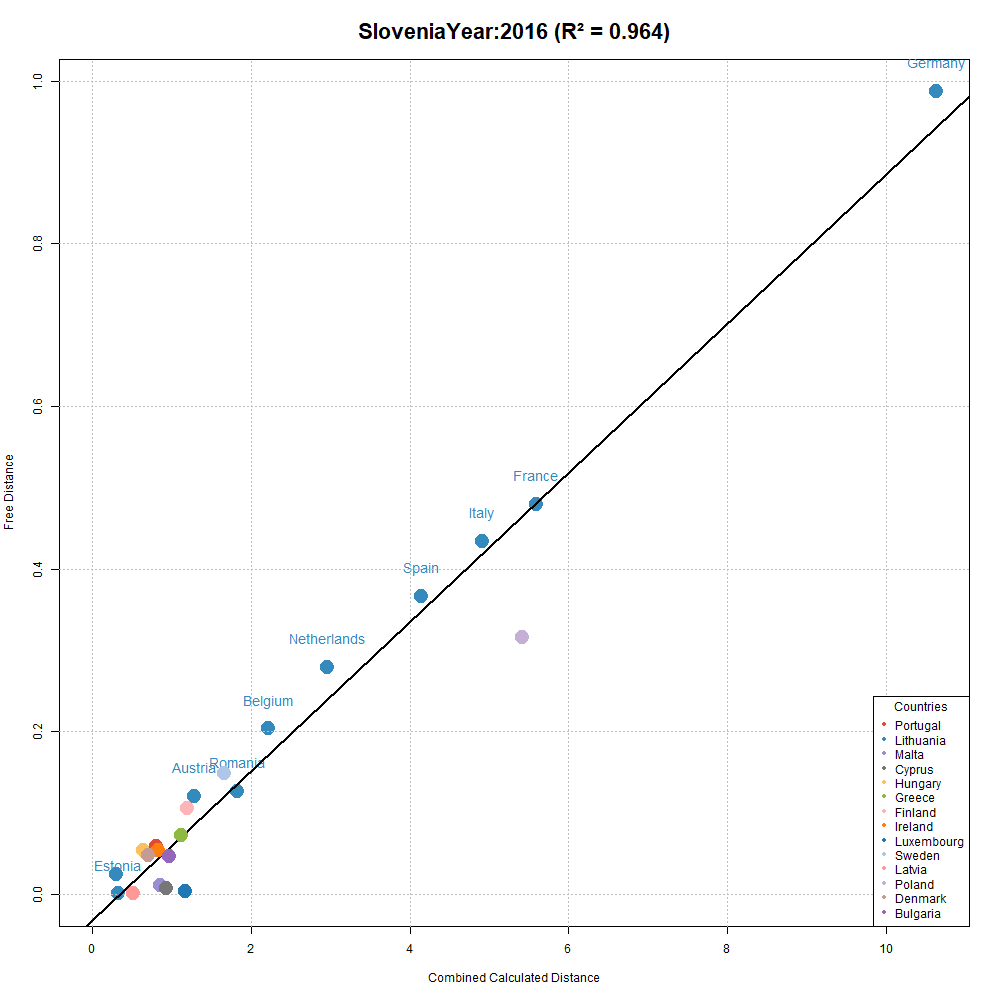 SloveniaYear:2016 (R² = 0.964)
Germany
France
Italy
Spain
Netherlands
Belgium
Romania
Austria
Estonia
1.0
0.8
0.6
0.4
0.2
0.0
Free Distance
0 2 4 6 8 10
Combined Calculated Distance
Countries
Portugal
Lithuania
Malta
Cyprus
Hungary
Greece
Finland
Ireland
Luxembourg
Sweden
Latvia
Poland
Denmark
Bulgaria